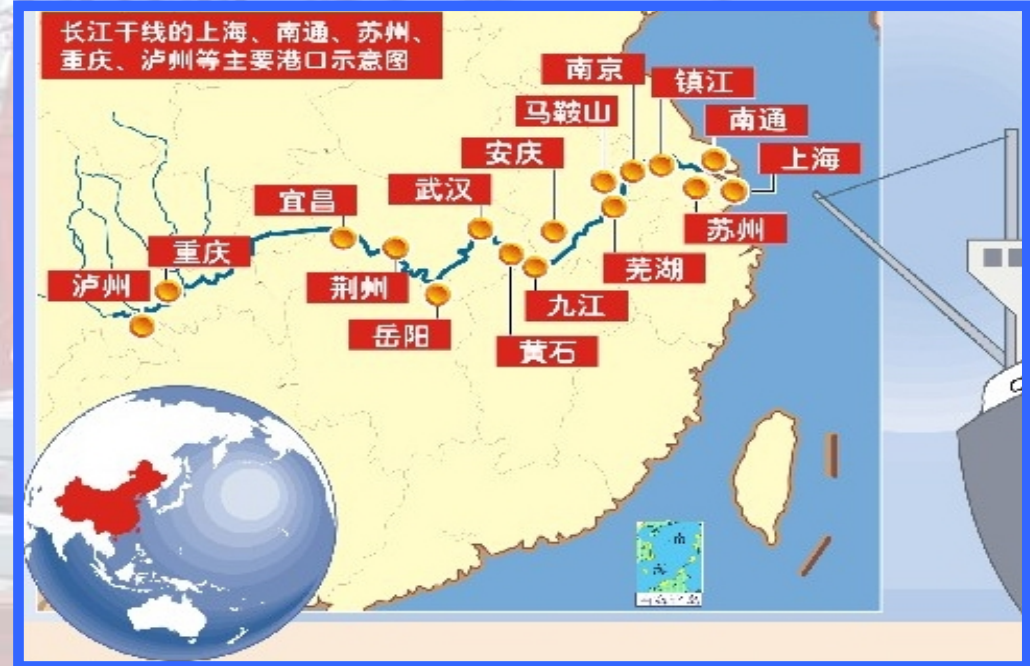 长江干线的上海、南通、苏州、
重庆、泸州等主要港口示意图
南京
镇江
马鞍山
南通
安庆
上海
武汉
宜昌
苏州
重庆
芜湖
泸州
荆州
九江
岳阳
黄石
南